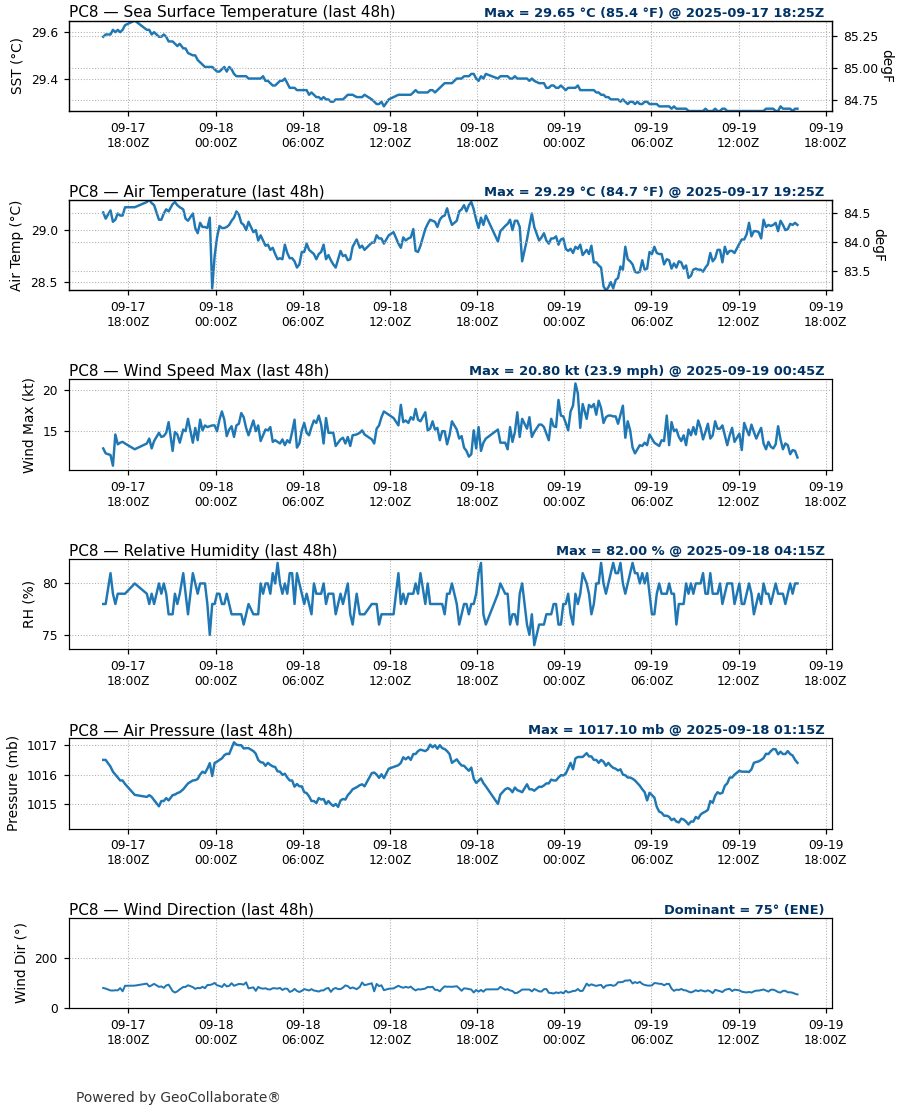 PC8 — Sea Surface Temperature (last 48h) Max = 29.65 °C (85.4 °F) @ 2025-09-17 18:25Z
SST (°C)
29.6
29.4
85.25
85.00
84.75
degF
09-17 09-18 09-18 09-18 09-18 09-19 09-19 09-19 09-19
18:00Z 00:00Z 06:00Z 12:00Z 18:00Z 00:00Z 06:00Z 12:00Z 18:00Z
PC8 — Air Temperature (last 48h) Max = 29.29 °C (84.7 °F) @ 2025-09-17 19:25Z
Air Temp (°C)
29.0
28.5
84.5
84.0
83.5
degF
09-17 09-18 09-18 09-18 09-18 09-19 09-19 09-19 09-19
18:00Z 00:00Z 06:00Z 12:00Z 18:00Z 00:00Z 06:00Z 12:00Z 18:00Z
PC8 — Wind Speed Max (last 48h) Max = 20.80 kt (23.9 mph) @ 2025-09-19 00:45Z
Wind Max (kt)
20
15
09-17 09-18 09-18 09-18 09-18 09-19 09-19 09-19 09-19
18:00Z 00:00Z 06:00Z 12:00Z 18:00Z 00:00Z 06:00Z 12:00Z 18:00Z
PC8 — Relative Humidity (last 48h) Max = 82.00 % @ 2025-09-18 04:15Z
RH (%)
80
75
09-17 09-18 09-18 09-18 09-18 09-19 09-19 09-19 09-19
18:00Z 00:00Z 06:00Z 12:00Z 18:00Z 00:00Z 06:00Z 12:00Z 18:00Z
PC8 — Air Pressure (last 48h) Max = 1017.10 mb @ 2025-09-18 01:15Z
Pressure (mb)
1017
1016
1015
09-17 09-18 09-18 09-18 09-18 09-19 09-19 09-19 09-19
18:00Z 00:00Z 06:00Z 12:00Z 18:00Z 00:00Z 06:00Z 12:00Z 18:00Z
PC8 — Wind Direction (last 48h) Dominant = 75° (ENE)
Wind Dir (°)
200
0
09-17 09-18 09-18 09-18 09-18 09-19 09-19 09-19 09-19
18:00Z 00:00Z 06:00Z 12:00Z 18:00Z 00:00Z 06:00Z 12:00Z 18:00Z
Powered by GeoCollaborate®